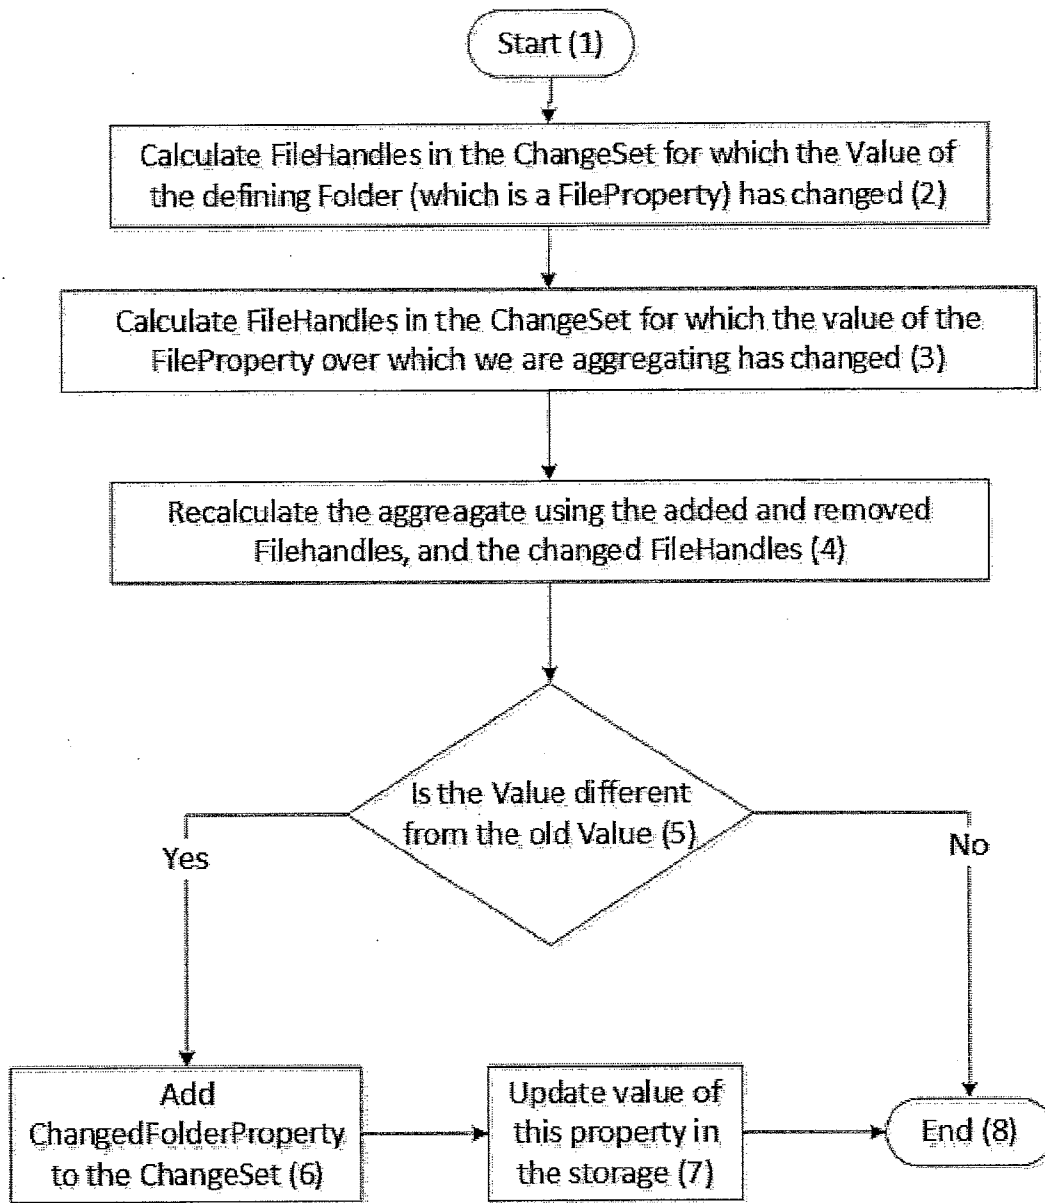 Start (1)
Calculate FileHandles in the ChangeSet for which the Value of
the defining Folder (which is a FileProperty) has changed (2)
Calculate FileHandles in the ChangeSet for which the value of the
FileProperty over which we are aggregating has changed (3)
Recalculate the aggreagate using the added and removed
Filehandles, and the changed FileHandles (4)
Is the Value different
from the old Value (5)
Yes
No
Add
ChangedFolderProperty
to the ChangeSet (6)
Update value of
this property in
the storage (7)
End (8)